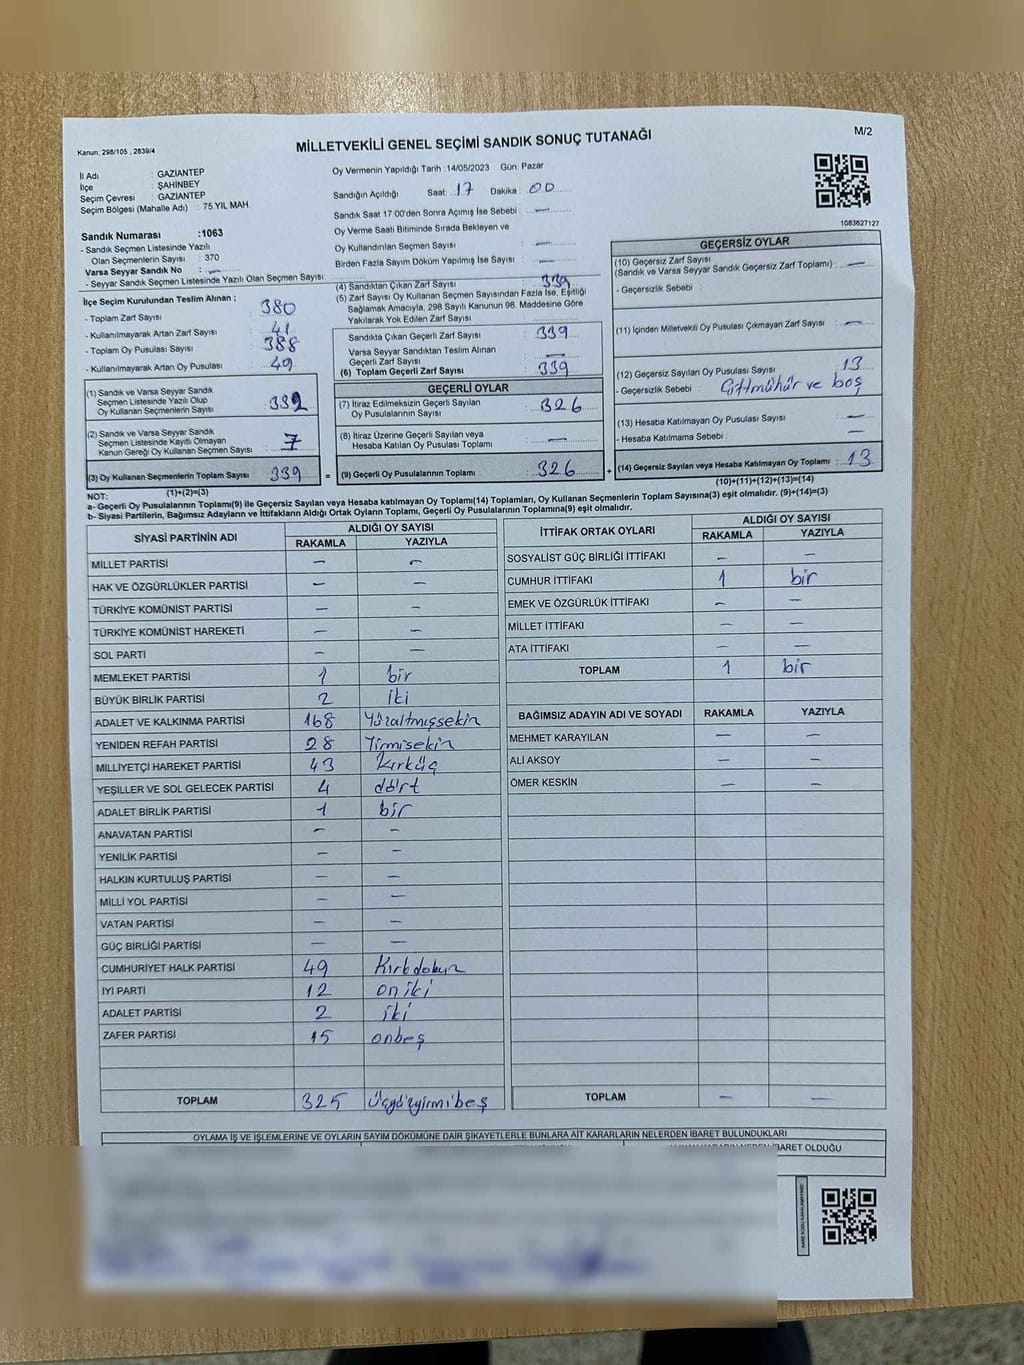 MİLLETVEKİLİ GENEL SEÇİMİ SANDIK SONUÇ TUTANAĞI
M/2
Kanun: 298/105 , 2839/4
İl Adı : GAZİANTEP
İlçe : ŞAHİNBEY
Seçim Çevresi : GAZİANTEP
Seçim Bölgesi (Mahalle Adı) : 75.YIL MAH.
Sandık Numarası :1063
- Sandık Seçmen Listesinde Yazılı
Olan Seçmenlerin Sayısı : 370
Varsa Seyyar Sandık No : —
- Seyyar Sandık Seçmen Listesinde Yazılı Olan Seçmen Sayısı:
Oy Vermenin Yapıldığı Tarih :14/05/2023 Gün: Pazar
Sandığın Açıldığı Saat: 17 Dakika : 00
Sandık Saat 17.00'den Sonra Açımış İse Sebebi : —
Oy Verme Saati Bitiminde Sırada Bekleyen ve
Oy Kullandırılan Seçmen Sayısı : —
Birden Fazla Sayım Döküm Yapılmış İse Sayısı : —
1083627127
İlçe Seçim Kurulundan Teslim Alınan ;
- Toplam Zarf Sayısı : 380
- Kullanılmayarak Artan Zarf Sayısı : 41
- Toplam Oy Pusulası Sayısı : 388
- Kullanılmayarak Artan Oy Pusulası : 49
(1) Sandık ve Varsa Seyyar Sandık
Seçmen Listesinde Yazılı Olup
Oy Kullanan Seçmenlerin Sayısı : 332
(2) Sandık ve Varsa Seyyar Sandık
Seçmen Listesinde Kayıtlı Olmayan
Kanun Gereği Oy Kullanan Seçmen Sayısı : 7
(3) Oy Kullanan Seçmenlerin Toplam Sayısı : 339
(1)+(2)=(3)
(4) Sandıktan Çıkan Zarf Sayısı : 339
(5) Zarf Sayısı Oy Kullanan Seçmen Sayısından Fazla İse, Eşitliği
Sağlamak Amacıyla, 298 Sayılı Kanunun 98. Maddesine Göre
Yakılarak Yok Edilen Zarf Sayısı :
Sandıkta Çıkan Geçerli Zarf Sayısı : 339
Varsa Seyyar Sandıktan Teslim Alınan
Geçerli Zarf Sayısı : —
(6) Toplam Geçerli Zarf Sayısı : 339
GEÇERLİ OYLAR
(7) İtiraz Edilmeksizin Geçerli Sayılan
Oy Pusulalarının Sayısı : 326
(8) İtiraz Üzerine Geçerli Sayılan veya
Hesaba Katılan Oy Pusulası Toplamı : —
= (9) Geçerli Oy Pusulalarının Toplamı : 326
GEÇERSİZ OYLAR
(10) Geçersiz Zarf Sayısı
(Sandık ve Varsa Seyyar Sandık Geçersiz Zarf Toplamı) : —
- Geçersizlik Sebebi :
(11) İçinden Milletvekili Oy Pusulası Çıkmayan Zarf Sayısı : —
(12) Geçersiz Sayılan Oy Pusulası Sayısı : 13
- Geçersizlik Sebebi : Çiftmühür ve boş
(13) Hesaba Katılmayan Oy Pusulası Sayısı : —
- Hesaba Katılmama Sebebi : —
+ (14) Geçersiz Sayılan veya Hesaba Katılmayan Oy Toplamı : 13
(10)+(11)+(12)+(13)=(14)
NOT:
a- Geçerli Oy Pusulalarının Toplamı(9) ile Geçersiz Sayılan veya Hesaba katılmayan Oy Toplamı(14) Toplamları, Oy Kullanan Seçmenlerin Toplam Sayısına(3) eşit olmalıdır. (9)+(14)=(3)
b- Siyasi Partilerin, Bağımsız Adayların ve İttifakların Aldığı Oyların Toplamı, Geçerli Oy Pusulalarının Toplamına(9) eşit olmalıdır.
SİYASİ PARTİNİN ADI ALDIĞI OY SAYISI
RAKAMLA YAZIYLA
MİLLET PARTİSİ — —
HAK VE ÖZGÜRLÜKLER PARTİSİ — —
TÜRKİYE KOMÜNİST PARTİSİ — —
TÜRKİYE KOMÜNİST HAREKETİ — —
SOL PARTİ — —
MEMLEKET PARTİSİ 1 bir
BÜYÜK BİRLİK PARTİSİ 2 iki
ADALET VE KALKINMA PARTİSİ 168 Yüzaltmışsekin
YENİDEN REFAH PARTİSİ 28 Yirmisekin
MİLLİYETÇİ HAREKET PARTİSİ 43 Kırküç
YEŞİLLER VE SOL GELECEK PARTİSİ 4 dört
ADALET BİRLİK PARTİSİ 1 bir
ANAVATAN PARTİSİ — —
YENİLİK PARTİSİ — —
HALKIN KURTULUŞ PARTİSİ — —
MİLLİ YOL PARTİSİ — —
VATAN PARTİSİ — —
GÜÇ BİRLİĞİ PARTİSİ — —
CUMHURİYET HALK PARTİSİ 49 Kırkdokuz
İYİ PARTİ 12 oniki
ADALET PARTİSİ 2 iki
ZAFER PARTİSİ 15 onbeş
TOPLAM 325 üçyüzyirmibeş
İTTİFAK ORTAK OYLARI ALDIĞI OY SAYISI
RAKAMLA YAZIYLA
SOSYALİST GÜÇ BİRLİĞİ İTTİFAKI — —
CUMHUR İTTİFAKI 1 bir
EMEK VE ÖZGÜRLÜK İTTİFAKI — —
MİLLET İTTİFAKI — —
ATA İTTİFAKI — —
TOPLAM 1 bir
BAĞIMSIZ ADAYIN ADI VE SOYADI RAKAMLA YAZIYLA
MEHMET KARAYILAN — —
ALİ AKSOY — —
ÖMER KESKİN — —
TOPLAM — —
OYLAMA İŞ VE İŞLEMLERİNE VE OYLARIN SAYIM DÖKÜMÜNE DAİR ŞİKAYETLERLE BUNLARA AİT KARARLARIN NELERDEN İBARET BULUNDUKLARI
İBARET OLDUĞU